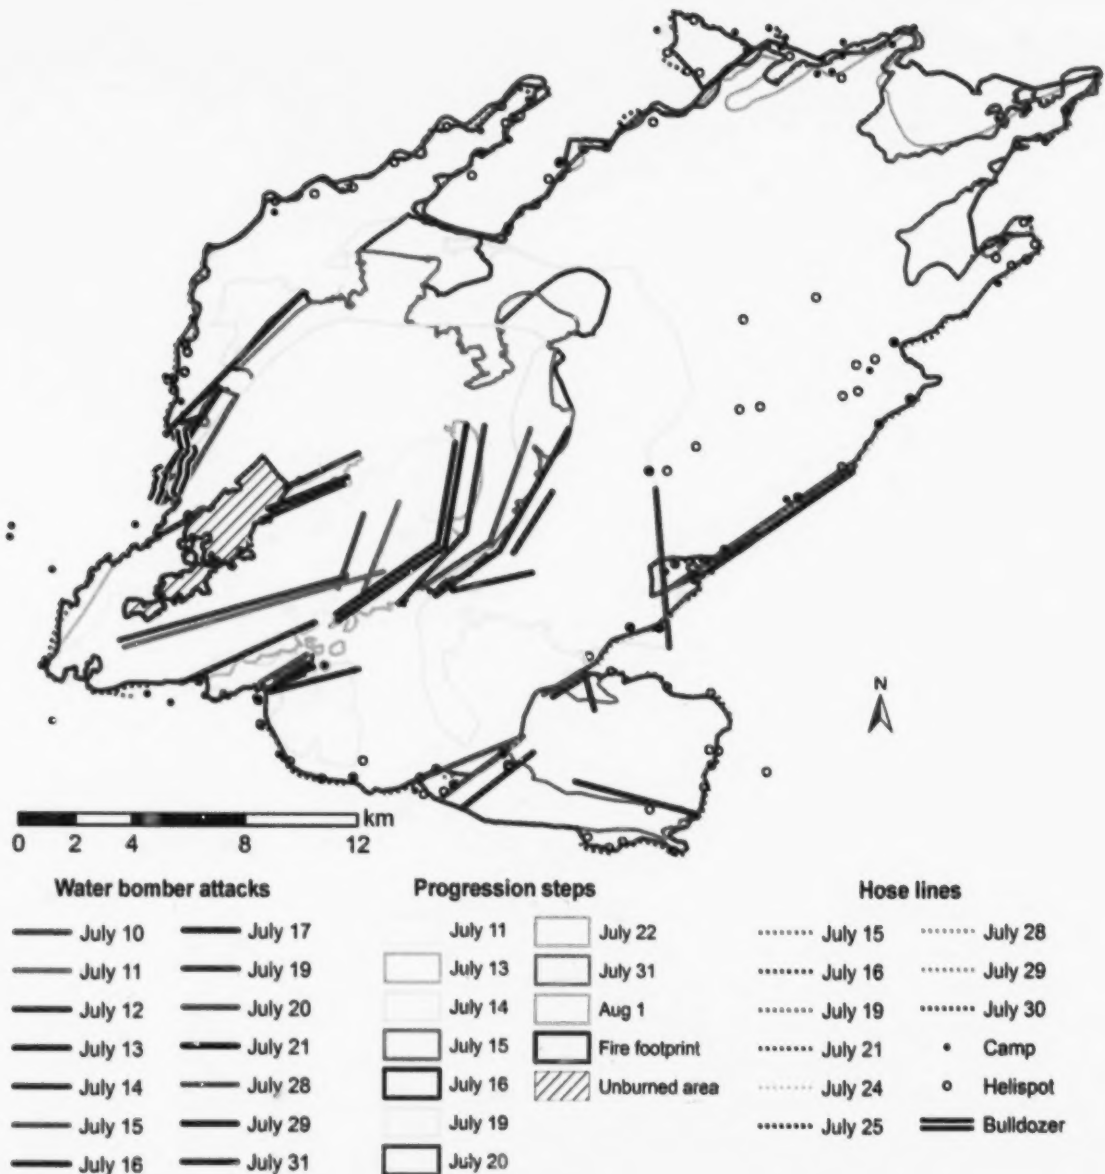 N
km
0 2 4 8 12
Water bomber attacks
July 10
July 11
July 12
July 13
July 14
July 15
July 16
July 17
July 19
July 20
July 21
July 28
July 29
July 31
Progression steps
July 11
July 13
July 14
July 15
July 16
July 19
July 20
July 22
July 31
Aug 1
Fire footprint
Unburned area
Hose lines
July 15
July 16
July 19
July 21
July 24
July 25
July 28
July 29
July 30
Camp
Helispot
Bulldozer